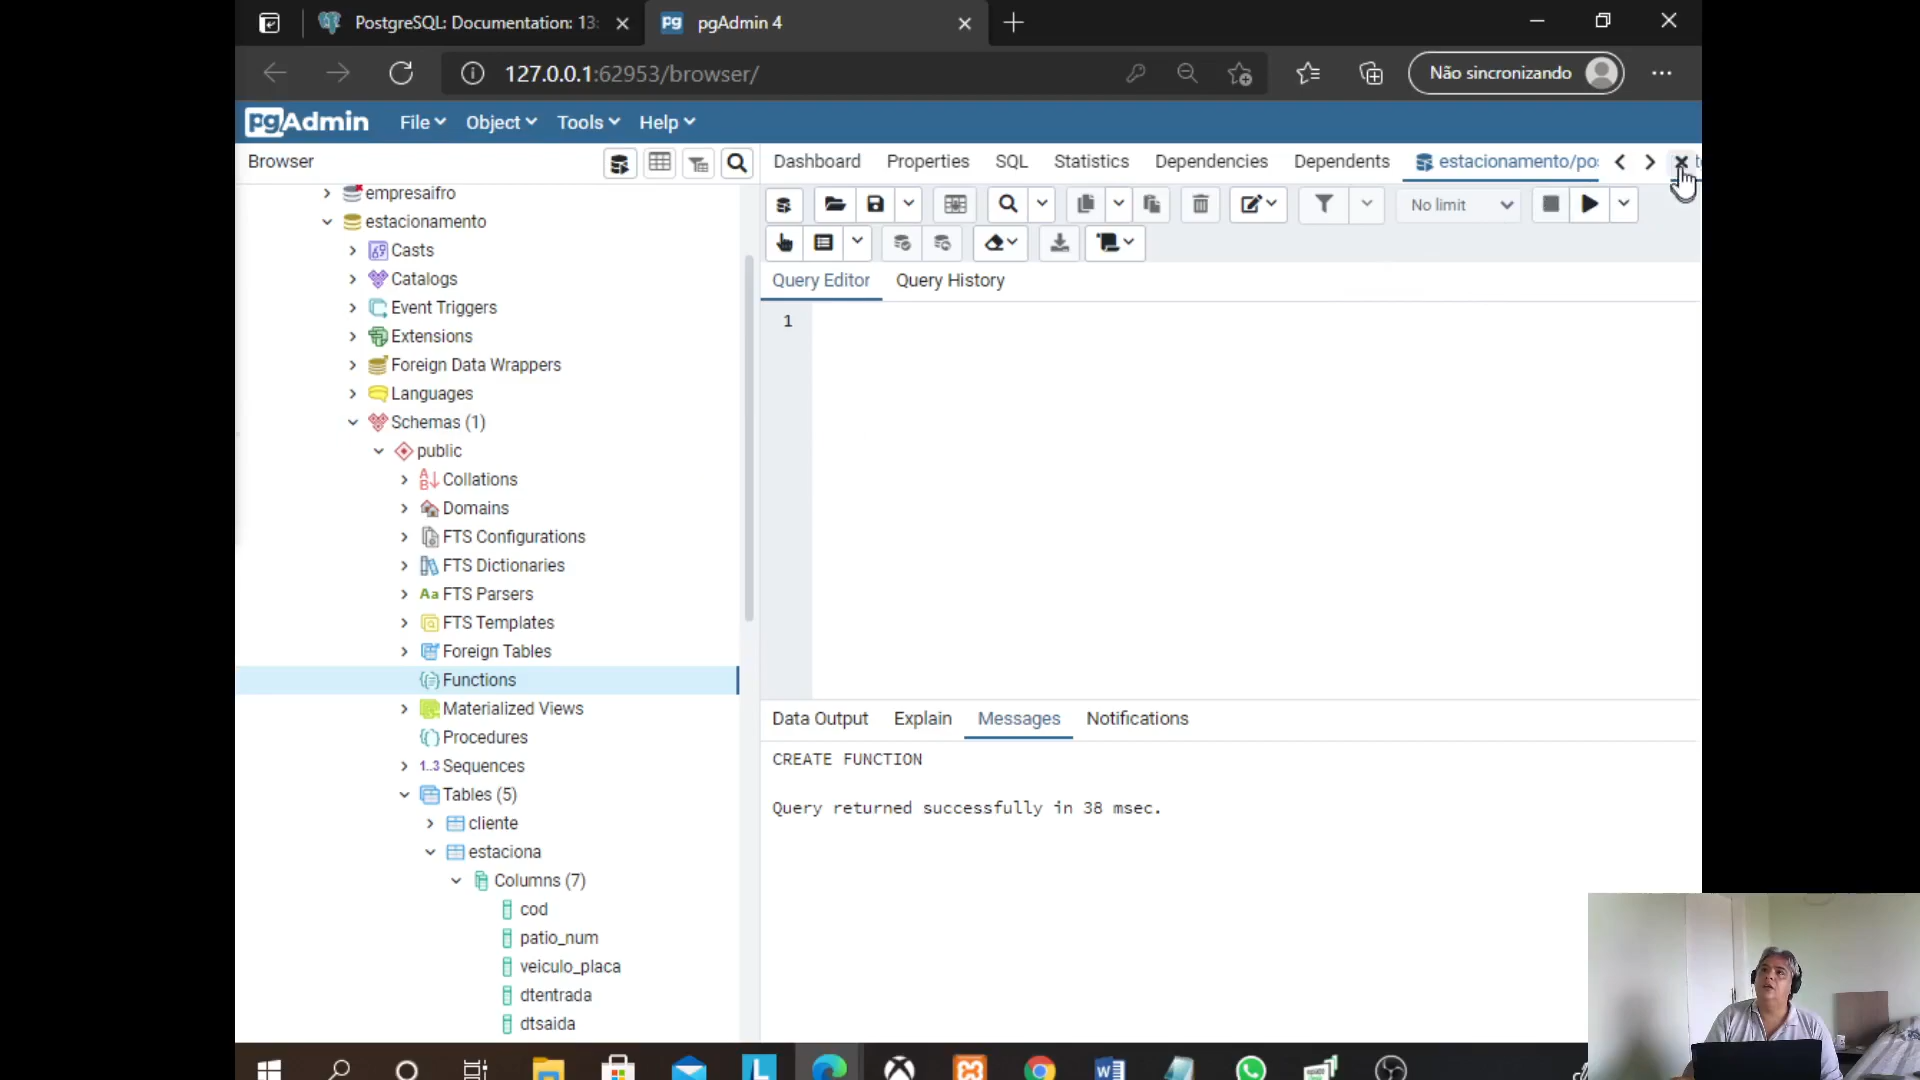 PostgreSQL: Documentation: 13:
pgAdmin 4
127.0.0.1:62953/browser/
Não sincronizando
pgAdmin
File
Object
Tools
Help
Browser
Dashboard
Properties
SQL
Statistics
Dependencies
Dependents
estacionamento/po
No limit
Query Editor
Query History
1
empresaifro
estacionamento
Casts
Catalogs
Event Triggers
Extensions
Foreign Data Wrappers
Languages
Schemas (1)
public
Collations
Domains
FTS Configurations
FTS Dictionaries
Aa FTS Parsers
FTS Templates
Foreign Tables
Functions
Materialized Views
Procedures
1..3 Sequences
Tables (5)
cliente
estaciona
Columns (7)
cod
patio_num
veiculo_placa
dtentrada
dtsaida
Data Output
Explain
Messages
Notifications
CREATE FUNCTION
Query returned successfully in 38 msec.